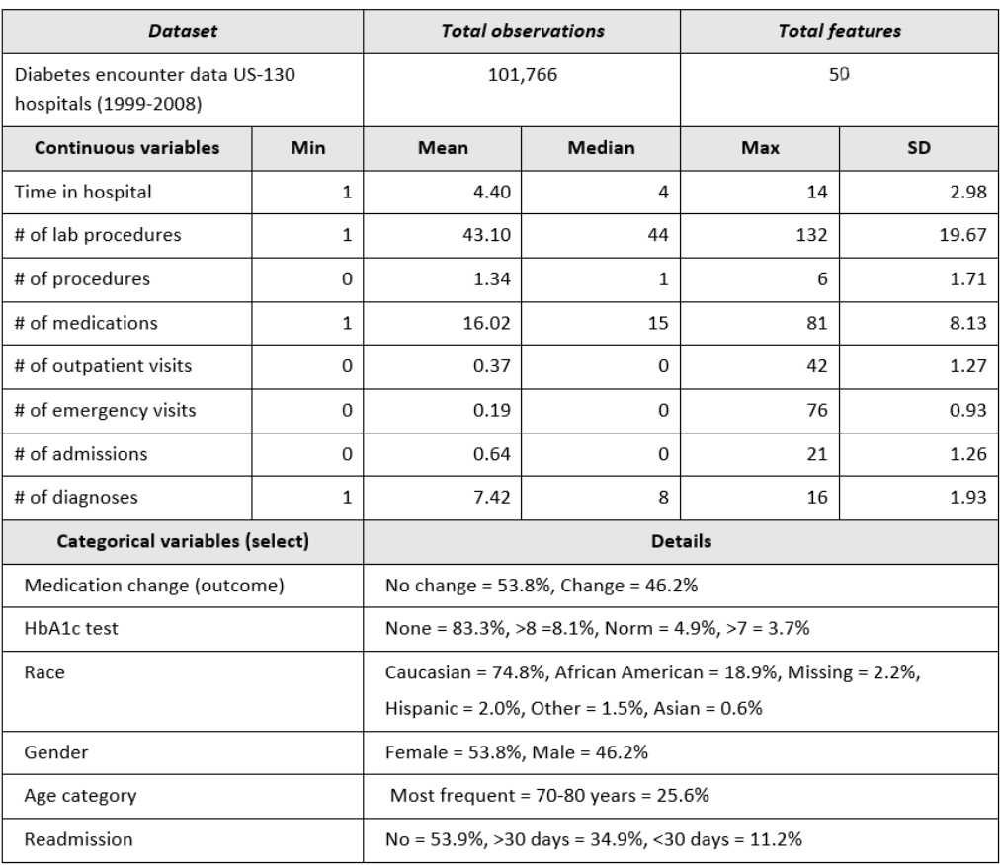 Dataset Total observations Total features
Diabetes encounter data US-130 101,766 50
hospitals (1999-2008)
Continuous variables Min Mean Median Max SD
Time in hospital 1 4.40 4 14 2.98
# of lab procedures 1 43.10 44 132 19.67
# of procedures 0 1.34 1 6 1.71
# of medications 1 16.02 15 81 8.13
# of outpatient visits 0 0.37 0 42 1.27
# of emergency visits 0 0.19 0 76 0.93
# of admissions 0 0.64 0 21 1.26
# of diagnoses 1 7.42 8 16 1.93
Categorical variables (select) Details
Medication change (outcome) No change = 53.8%, Change = 46.2%
HbA1c test None = 83.3%, >8 =8.1%, Norm = 4.9%, >7 = 3.7%
Race Caucasian = 74.8%, African American = 18.9%, Missing = 2.2%,
Hispanic = 2.0%, Other = 1.5%, Asian = 0.6%
Gender Female = 53.8%, Male = 46.2%
Age category Most frequent = 70-80 years = 25.6%
Readmission No = 53.9%, >30 days = 34.9%, <30 days = 11.2%